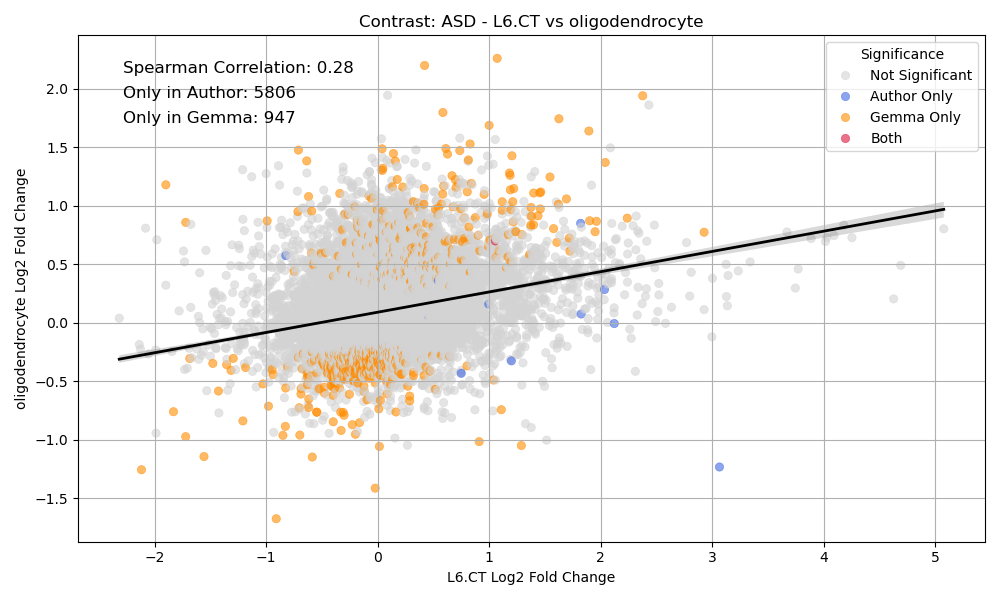 Contrast: ASD - L6.CT vs oligodendrocyte
Spearman Correlation: 0.28
Only in Author: 5806
Only in Gemma: 947
Significance
Not Significant
Author Only
Gemma Only
Both
oligodendrocyte Log2 Fold Change
2.0
1.5
1.0
0.5
0.0
−0.5
−1.0
−1.5
−2
−1
0
1
2
3
4
5
L6.CT Log2 Fold Change